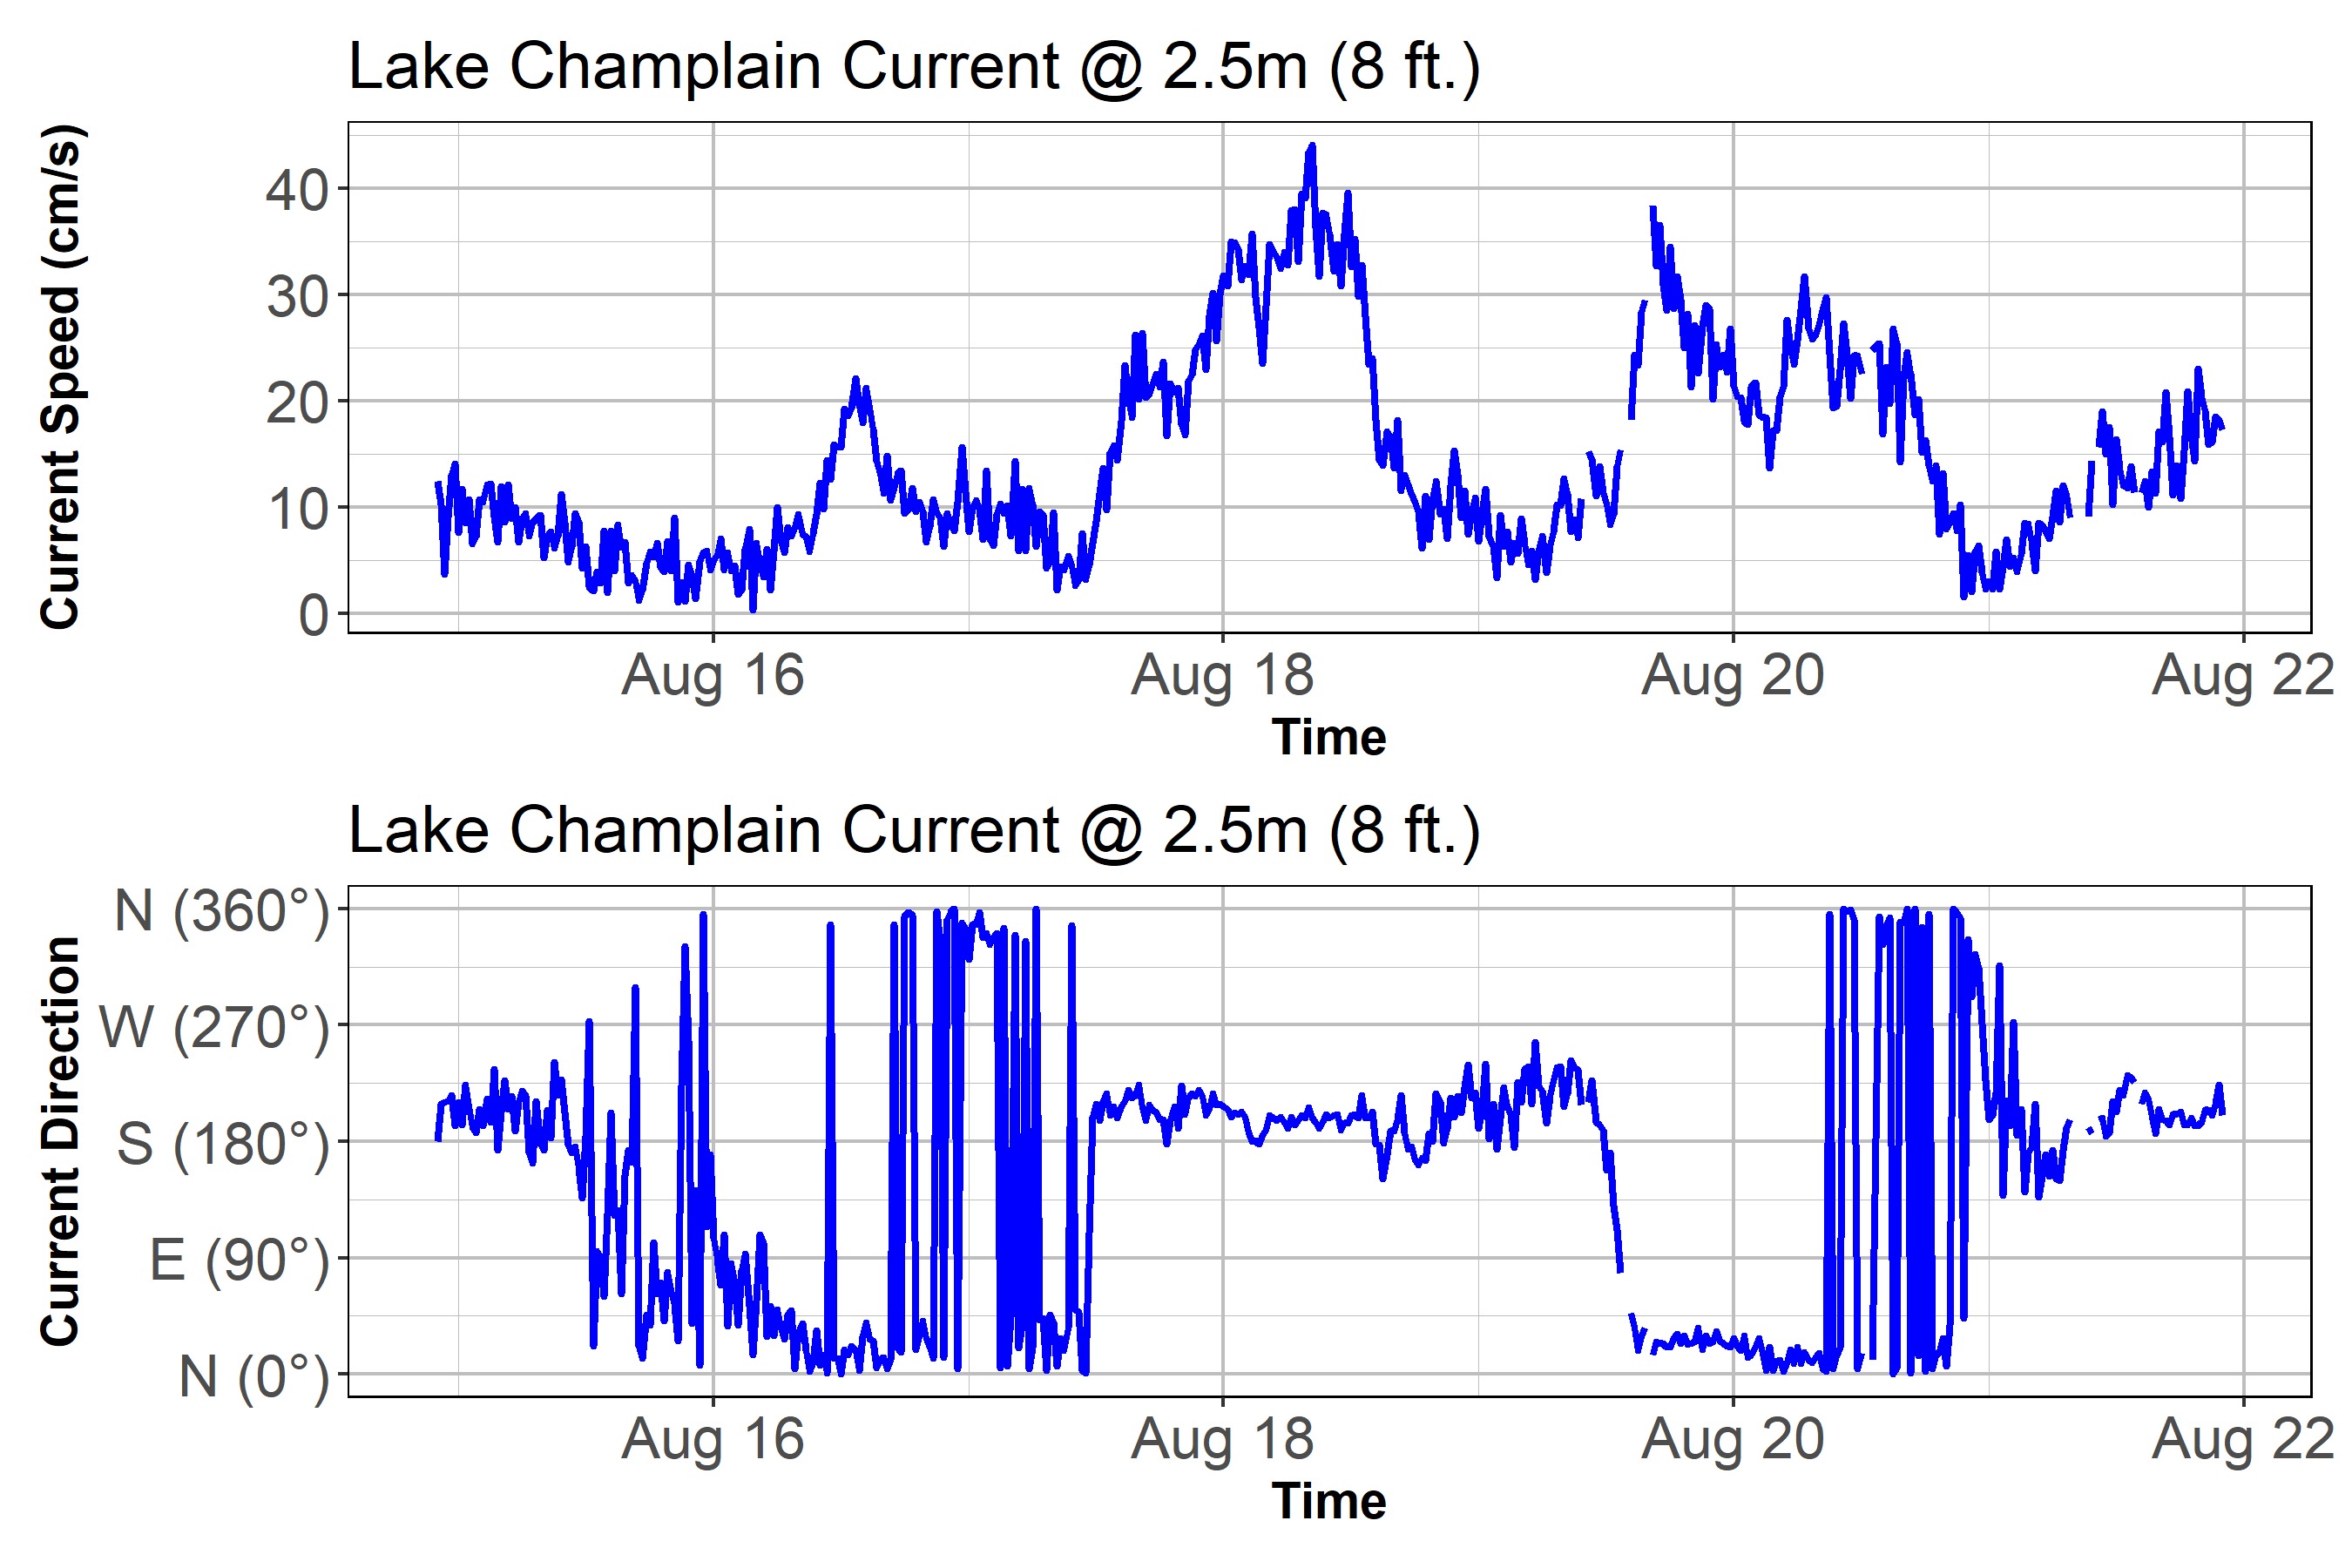 Lake Champlain Current @ 2.5m (8 ft.)
Current Speed (cm/s)
40
30
20
10
0
Aug 16 Aug 18 Aug 20 Aug 22
Time
Lake Champlain Current @ 2.5m (8 ft.)
Current Direction
N (360°)
W (270°)
S (180°)
E (90°)
N (0°)
Aug 16 Aug 18 Aug 20 Aug 22
Time